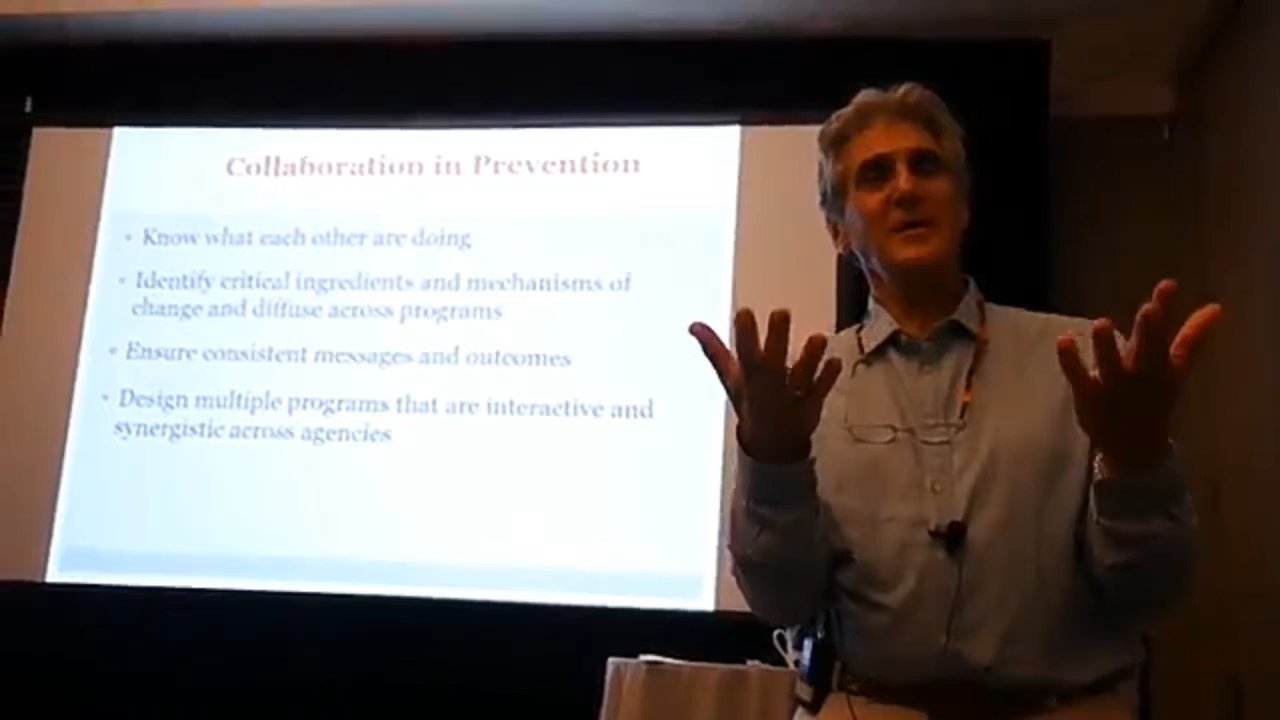 Collaboration in Prevention
• Know what each other are doing
• Identify critical ingredients and mechanisms of
change and diffuse across programs
• Ensure consistent messages and outcomes
• Design multiple programs that are interactive and
synergistic across agencies